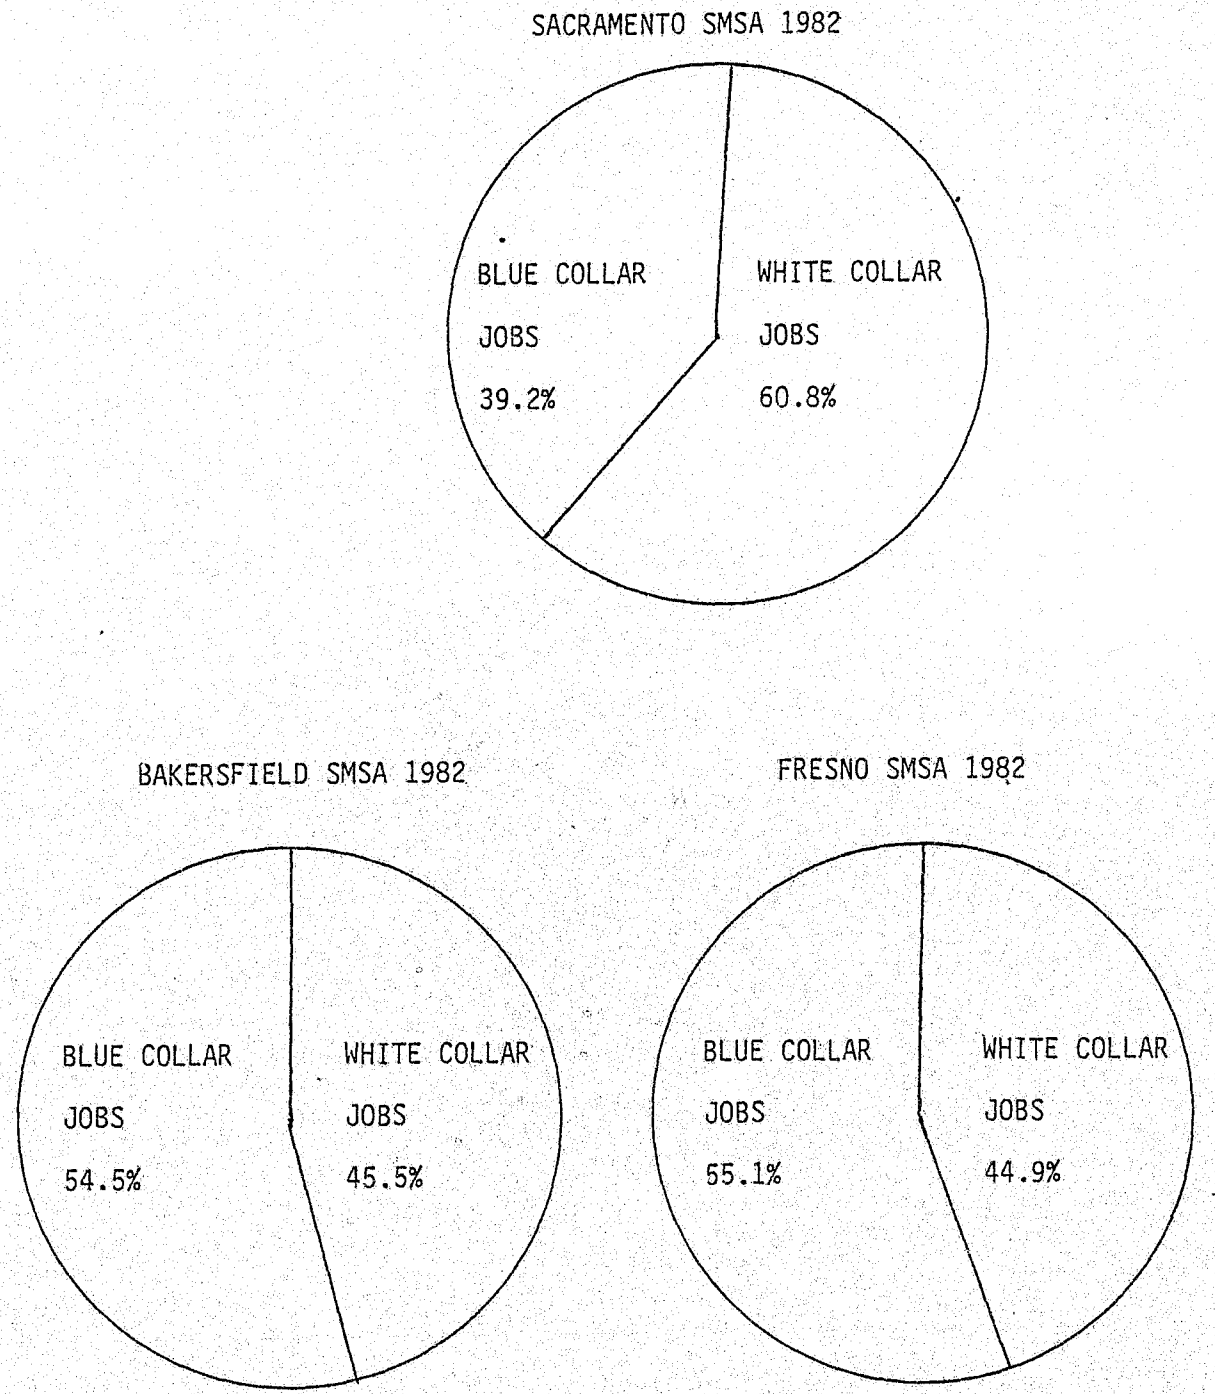 SACRAMENTO SMSA 1982
BLUE COLLAR
JOBS
39.2%
WHITE COLLAR
JOBS
60.8%
BAKERSFIELD SMSA 1982
BLUE COLLAR
JOBS
54.5%
WHITE COLLAR
JOBS
45.5%
FRESNO SMSA 1982
BLUE COLLAR
JOBS
55.1%
WHITE COLLAR
JOBS
44.9%